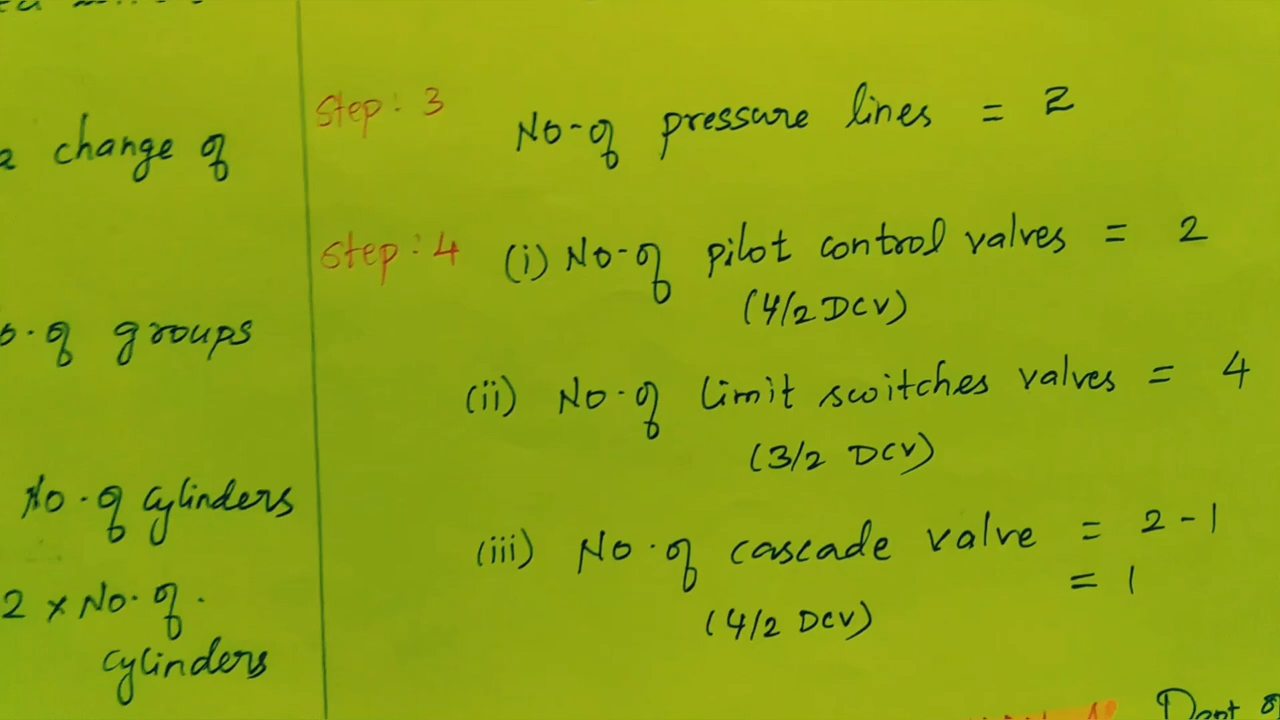 change of
groups
No. of cylinders
2 x No. of.
cylinders
Step: 3 No. of pressure lines = 2
Step: 4 (i) No. of pilot control valves = 2
(4/2 DCV)
(ii) No. of limit switches valves = 4
(3/2 DCV)
(iii) No. of cascade valve = 2-1
= 1
(4/2 DCV)